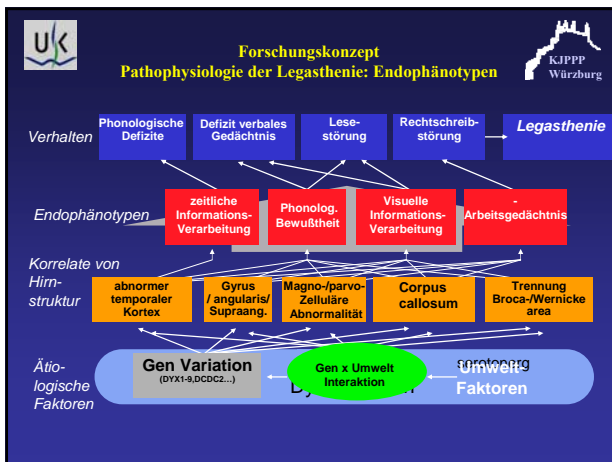 UK
Forschungskonzept
Pathophysiologie der Legasthenie: Endophänotypen
KJPPP
Würzburg
Verhalten
Phonologische
Defizite
Defizit verbales
Gedächtnis
Lese-
störung
Rechtschreib-
störung
Legasthenie
Endophänotypen
zeitliche
Informations-
Verarbeitung
Phonolog.
Bewußtheit
Visuelle
Informations-
Verarbeitung
-
Arbeitsgedächtnis
Korrelate von
Hirn-
struktur
abnormer
temporaler
Kortex
Gyrus
/ angularis/
Supraang.
Magno-/parvo-
Zelluläre
Abnormalität
Corpus
callosum
Trennung
Broca-/Wernicke
area
Ätio-
logische
Faktoren
Gen Variation
(DYX1-9,DCDC2...)
Gen x Umwelt
Interaktion
Umwelt-
Faktoren